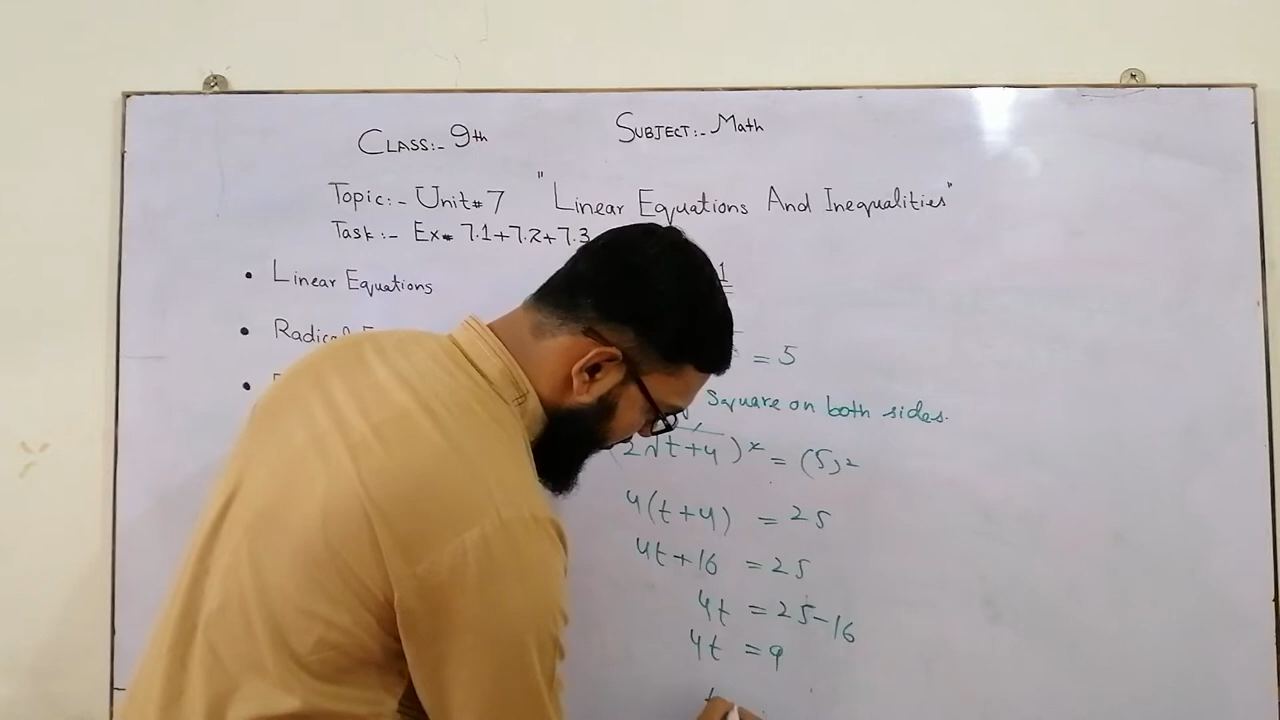 CLASS:- 9th SUBJECT:- Math
Topic:- Unit#7 "Linear Equations And Inequalities"
Task:- Ex# 7.1+7.2+7.3
• Linear Equations
1
• 
= 5
• 
Square on both sides.
2√t+4)² = (5)²
4(t+4) = 25
4t+16 = 25
4t = 25-16
4t = 9